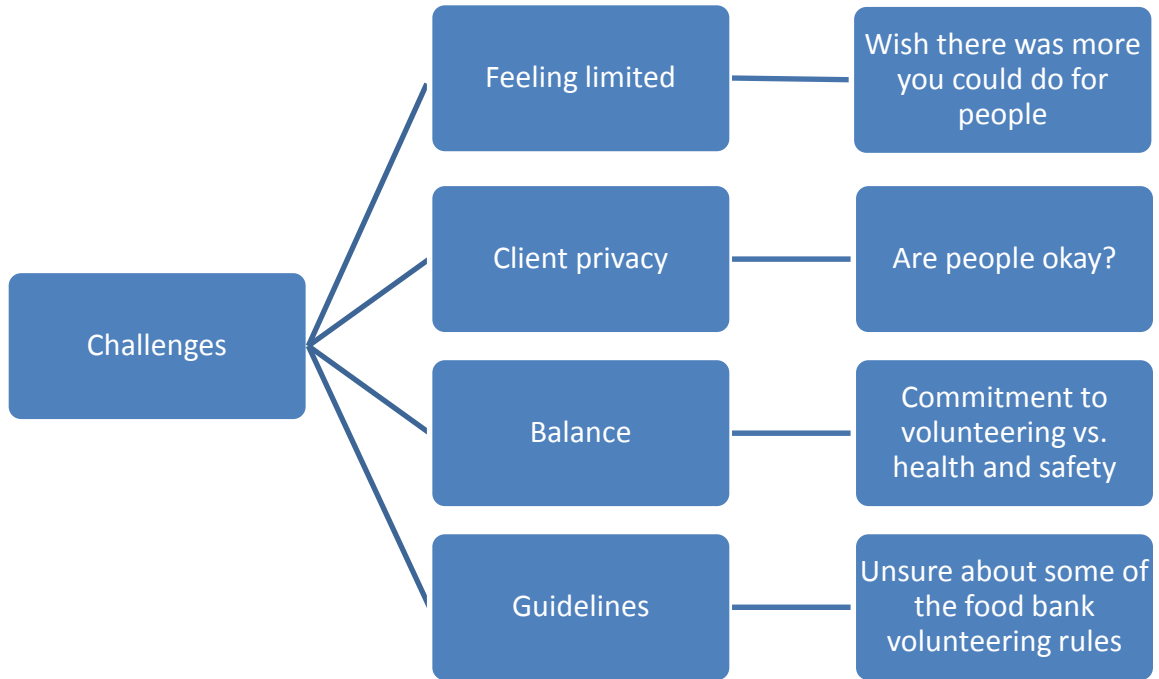 Feeling limited
Wish there was more
you could do for
people
Client privacy
Are people okay?
Challenges
Balance
Commitment to
volunteering vs.
health and safety
Guidelines
Unsure about some of
the food bank
volunteering rules